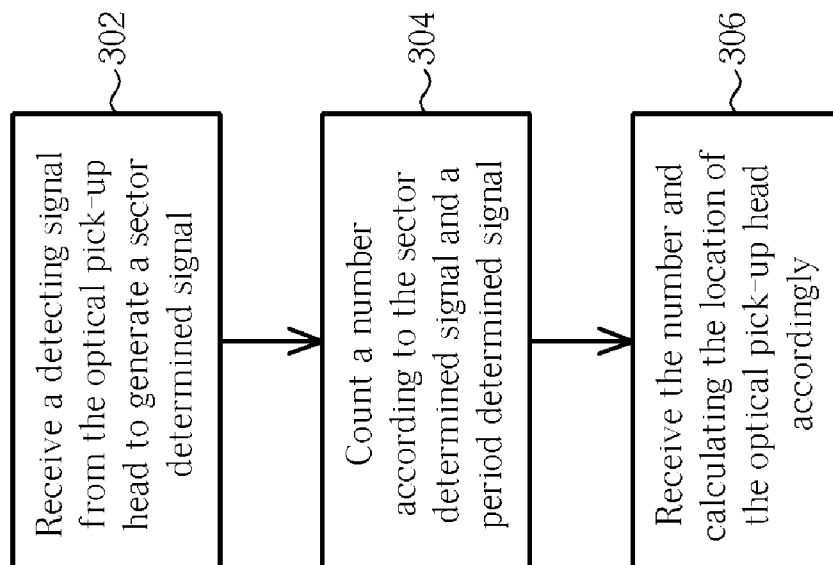 302
Receive a detecting signal
from the optical pick-up
head to generate a sector
determined signal
304
Count a number
according to the sector
determined signal and a
period determined signal
306
Receive the number and
calculating the location of
the optical pick-up head
accordingly